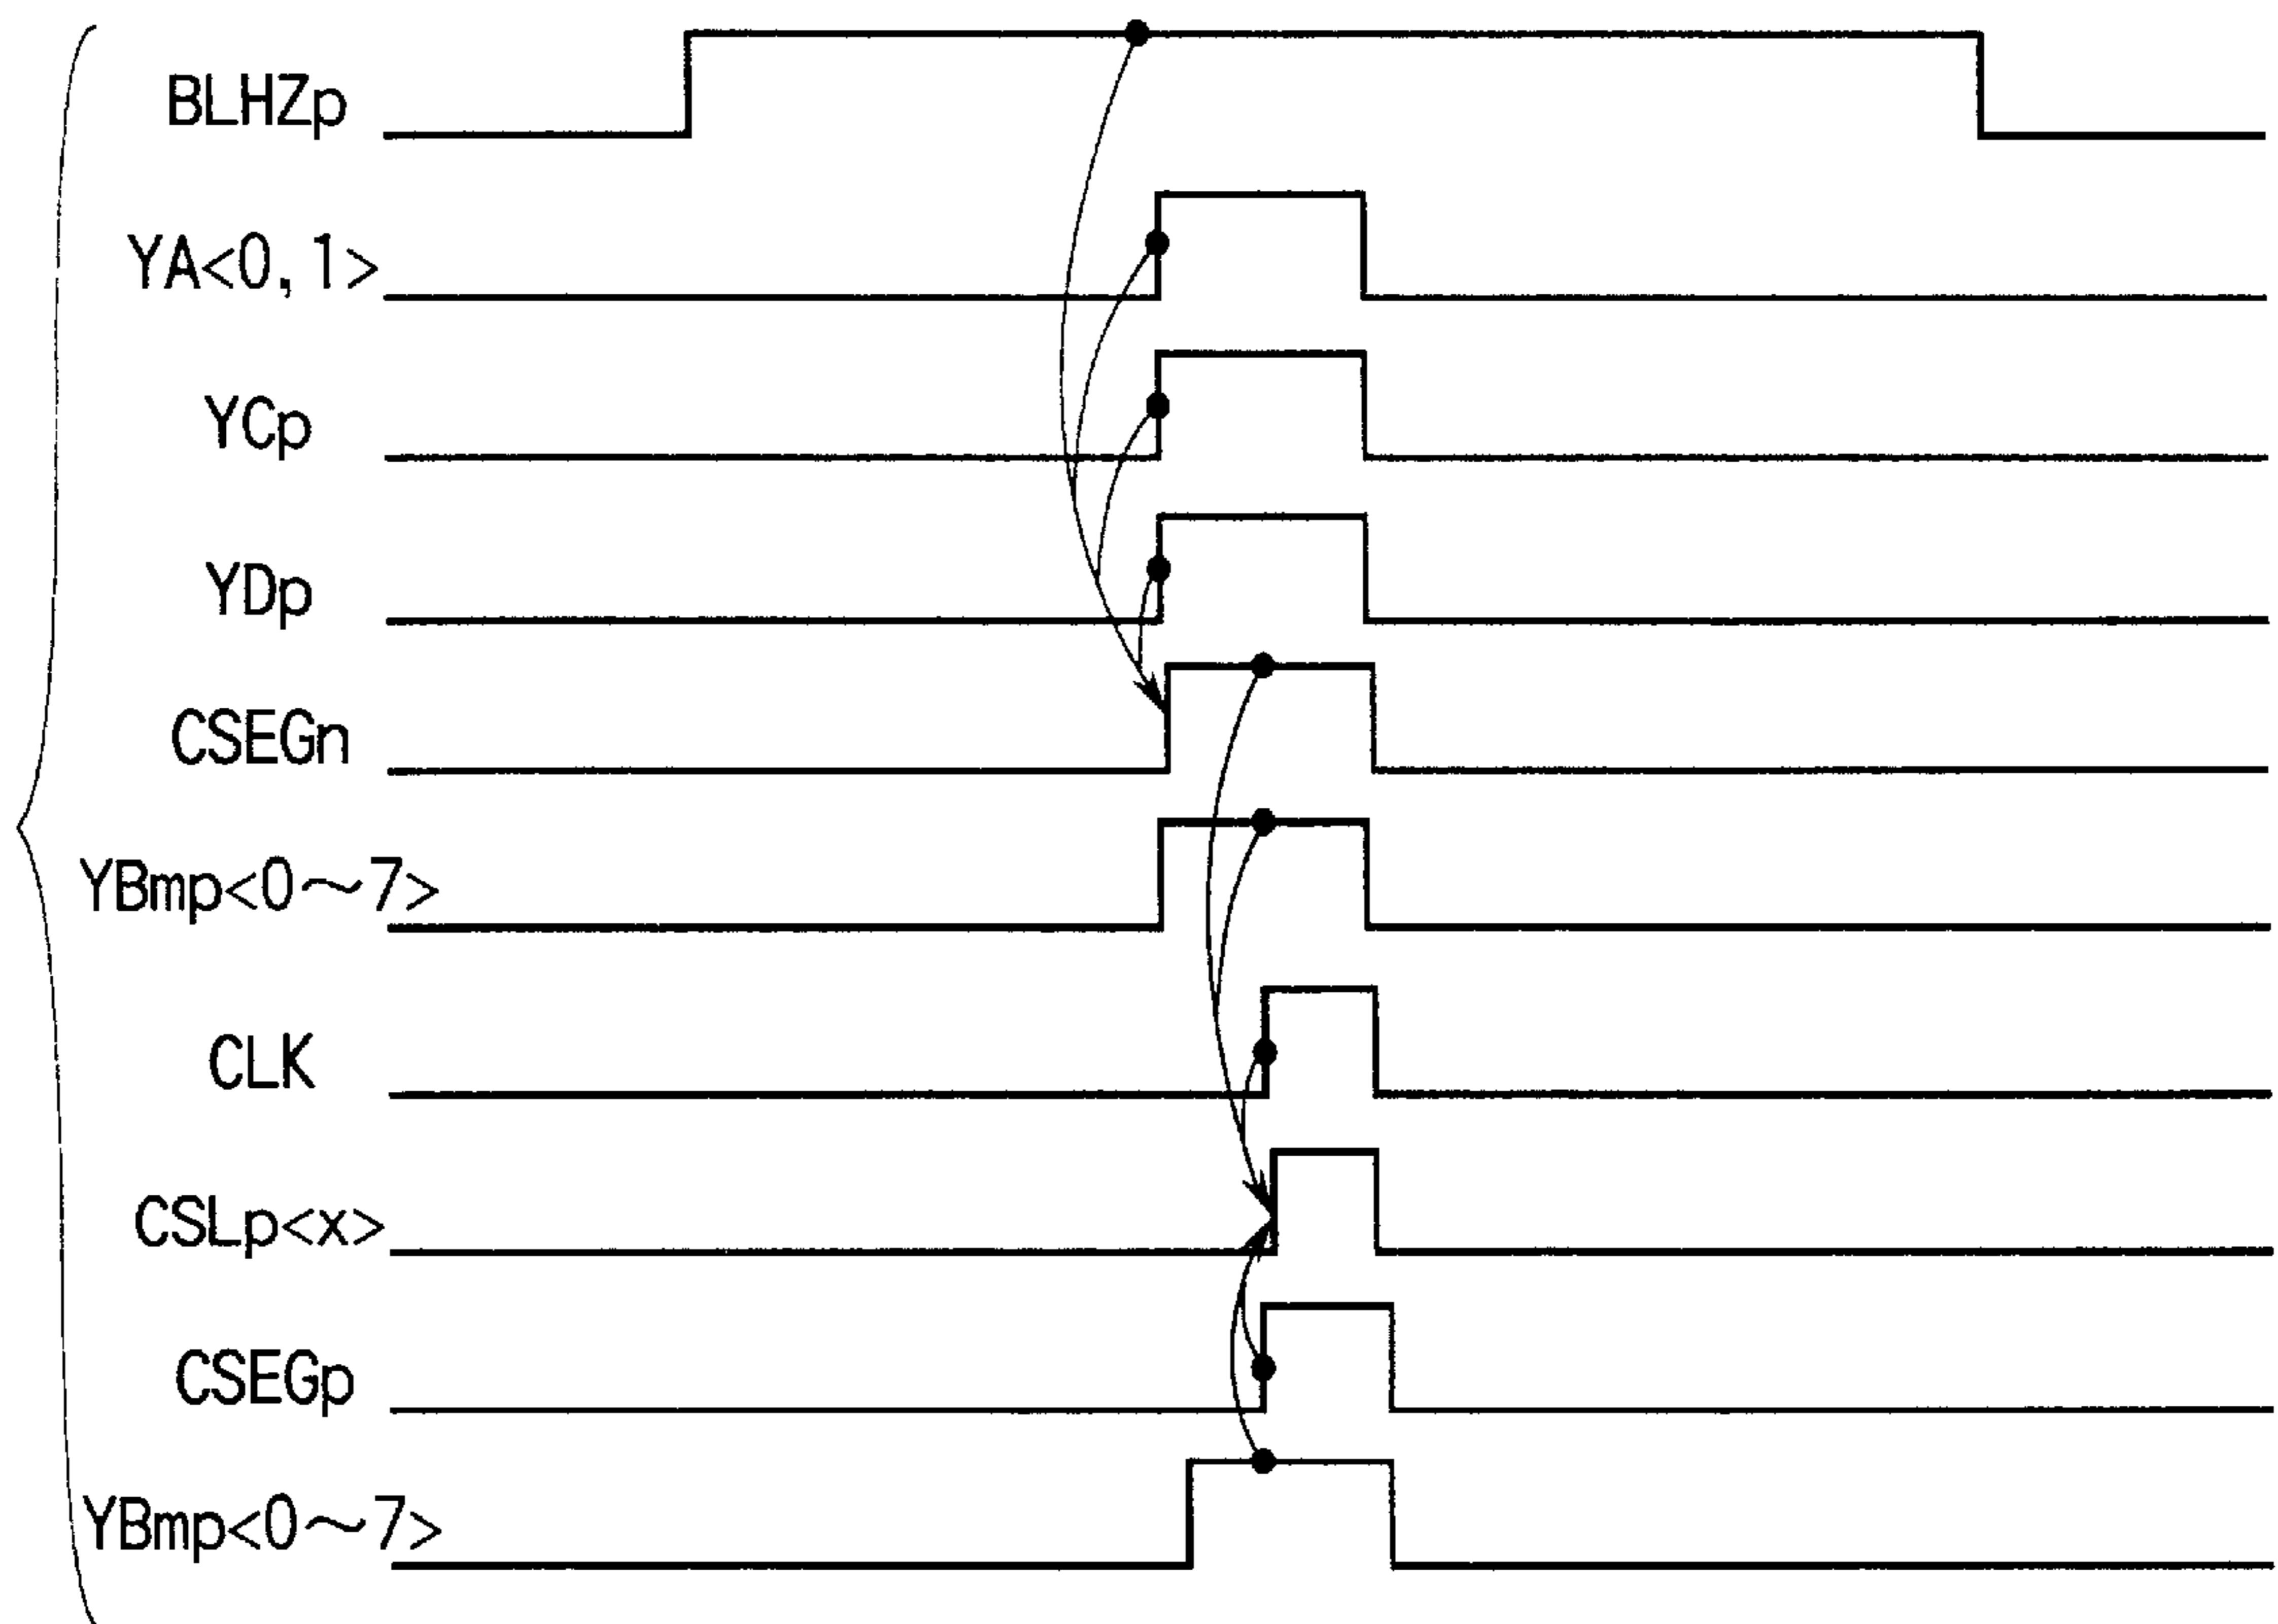 BLHZp
YA<0,1>
YCp
YDp
CSEGn
YBmp<0～7>
CLK
CSLp<x>
CSEGp
YBmp<0～7>